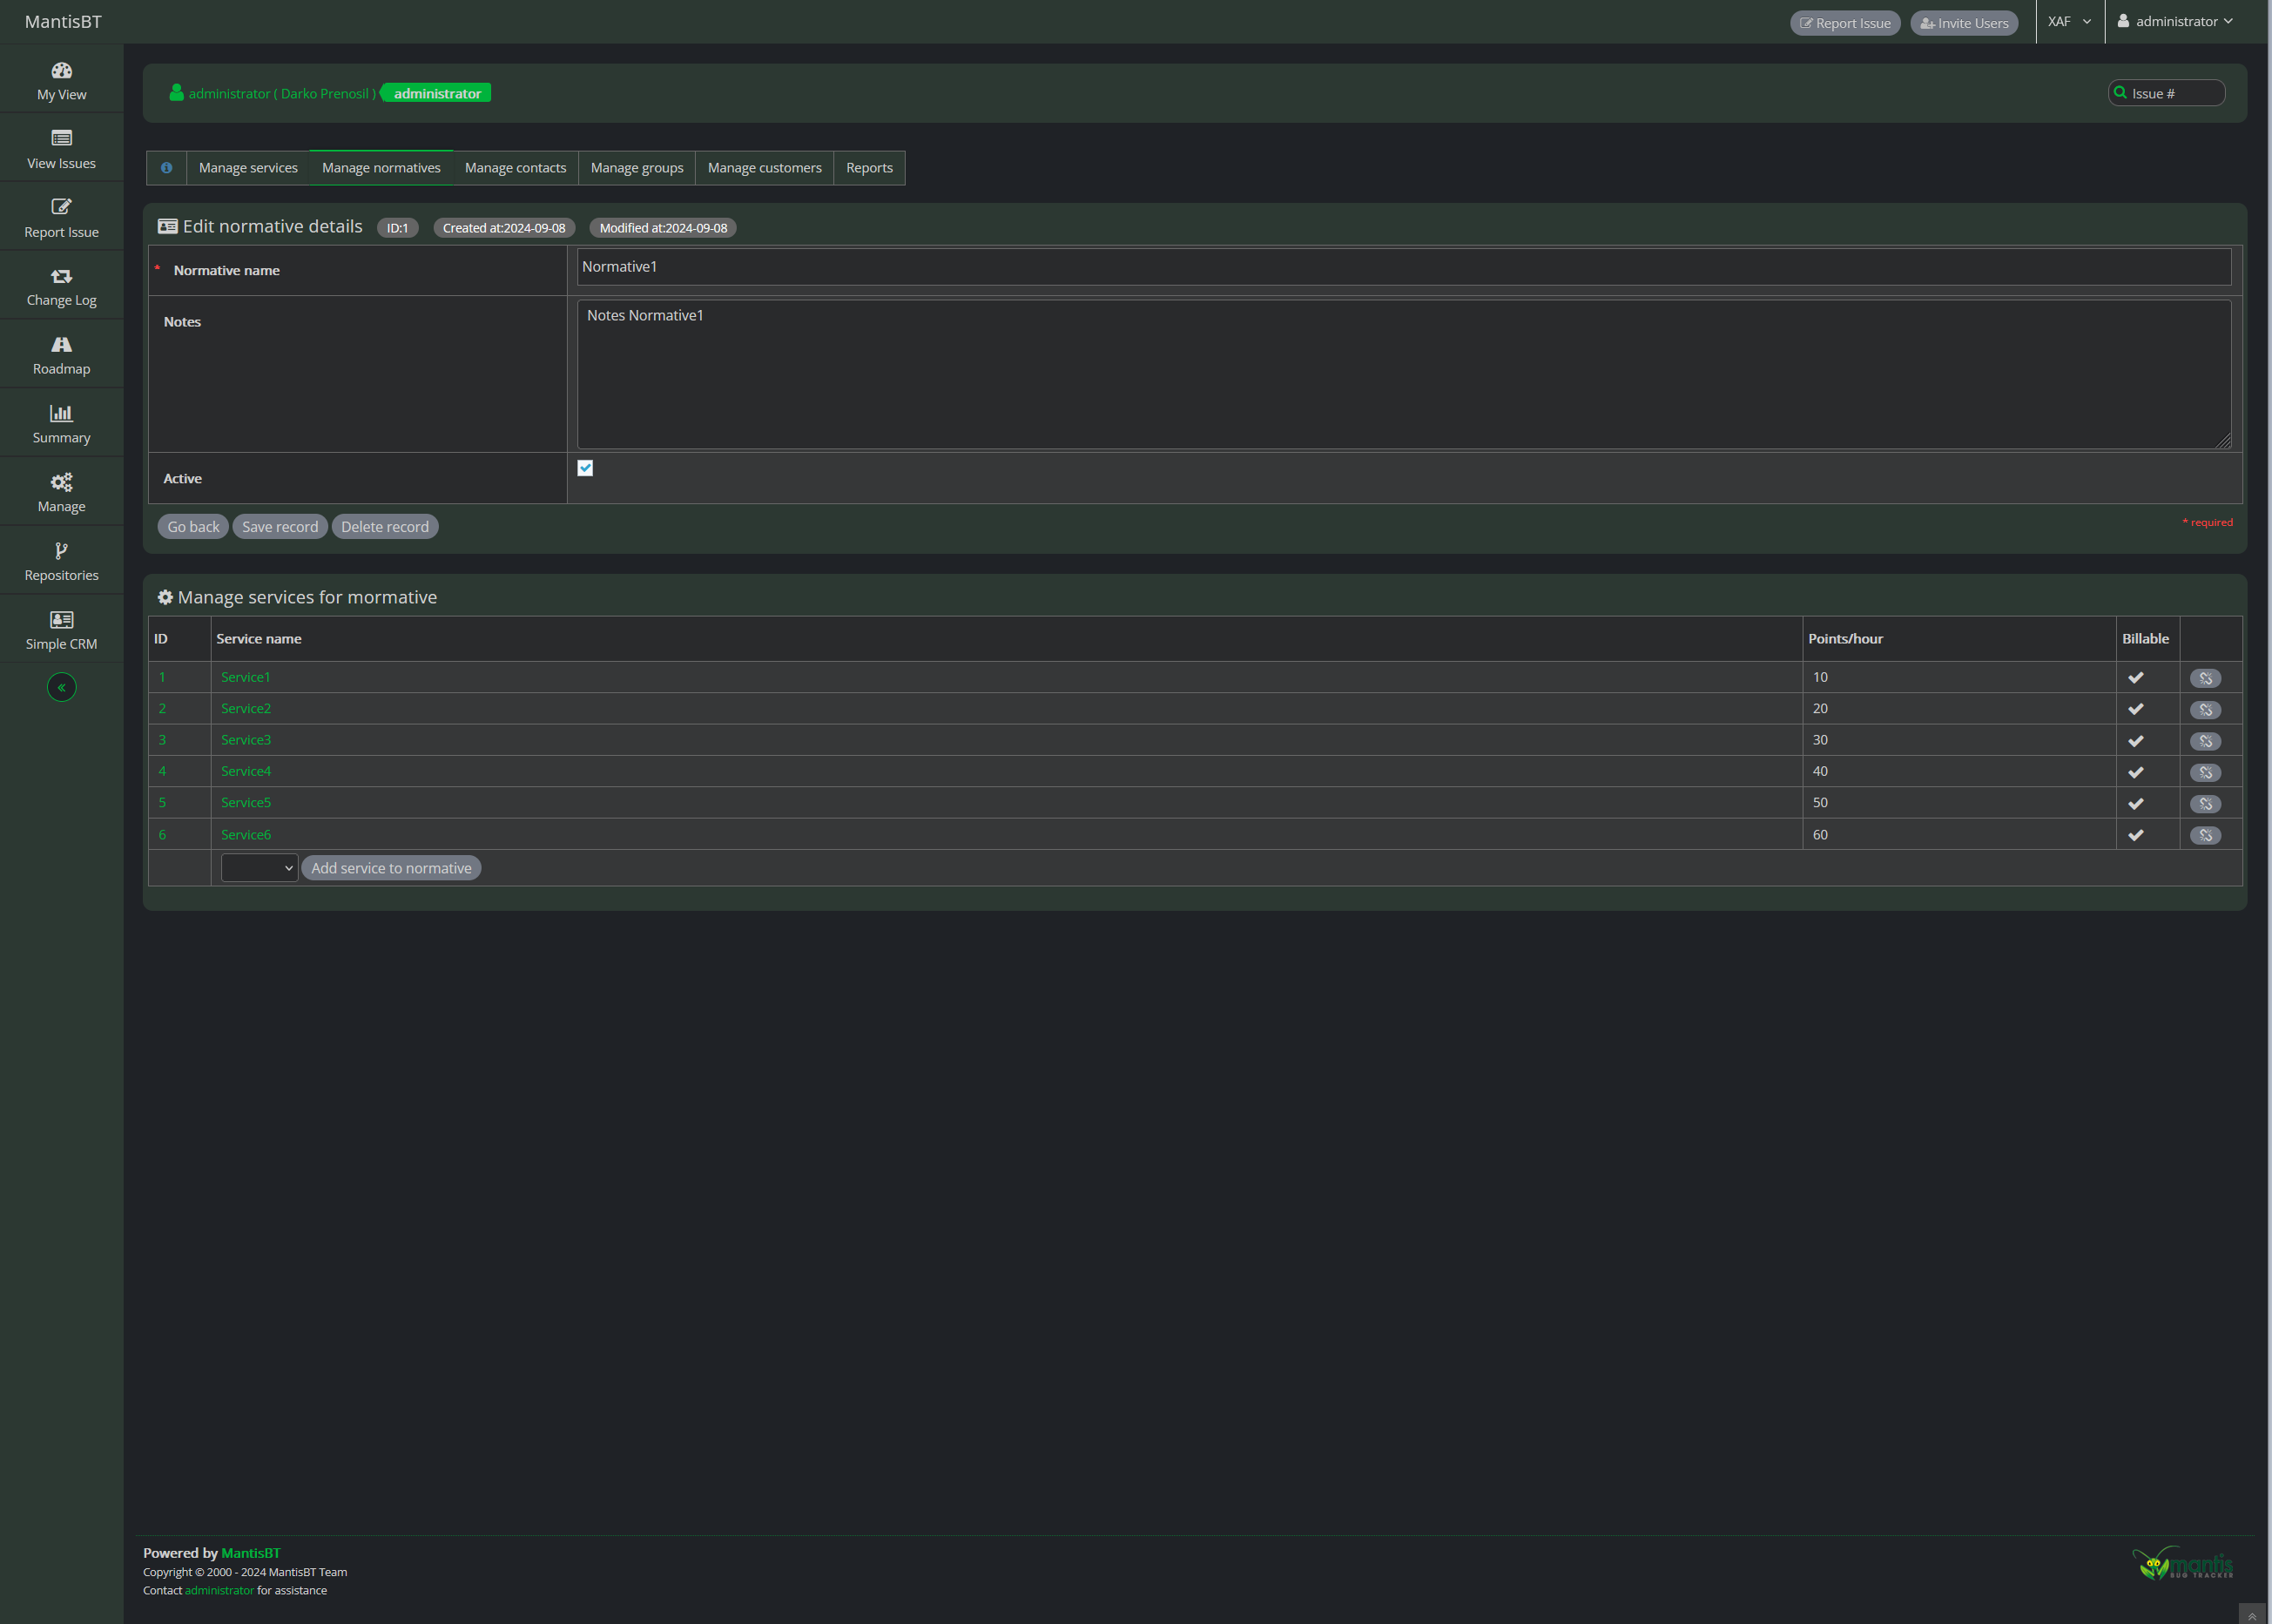 MantisBT
Report Issue
Invite Users
XAF
administrator
My View
View Issues
Report Issue
Change Log
Roadmap
Summary
Manage
Repositories
Simple CRM
administrator ( Darko Prenosil ) administrator
Issue #
Manage services
Manage normatives
Manage contacts
Manage groups
Manage customers
Reports
Edit normative details ID:1 Created at:2024-09-08 Modified at:2024-09-08
* Normative name Normative1
Notes Notes Normative1
Active
Go back Save record Delete record * required
Manage services for mormative
ID Service name Points/hour Billable
1 Service1 10
2 Service2 20
3 Service3 30
4 Service4 40
5 Service5 50
6 Service6 60
Add service to normative
Powered by MantisBT
Copyright © 2000 - 2024 MantisBT Team
Contact administrator for assistance
mantis
BUG TRACKER